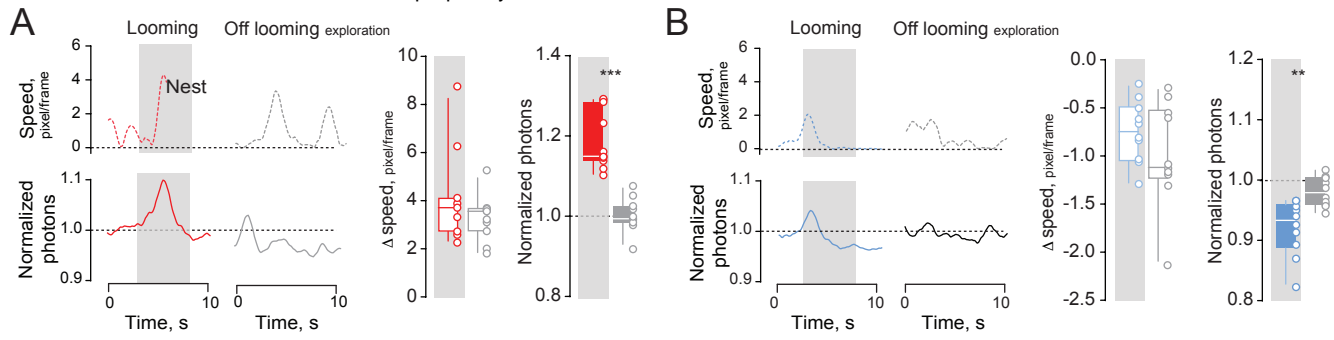 A
Looming
Off looming exploration
Speed,
pixel/frame
6
4
2
0
Nest
Normalized
photons
1.1
1.0
0.9
0
10
0
10
Time, s
Time, s
Δ speed, pixel/frame
10
8
6
4
2
0
Normalized photons
1.4
1.2
1.0
0.8
***
B
Looming
Off looming exploration
Speed,
pixel/frame
6
4
2
0
Normalized
photons
1.1
1.0
0.9
0
10
0
10
Time, s
Time, s
Δ speed, pixel/frame
0.0
-0.5
-1.0
-1.5
-2.0
-2.5
Normalized photons
1.2
1.1
1.0
0.9
0.8
**